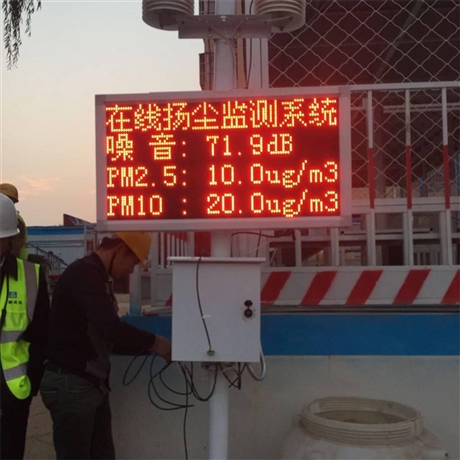 在线扬尘监测系统
噪 音: 71.9dB
PM2.5: 10.0ug/m3
PM10 : 20.0ug/m3